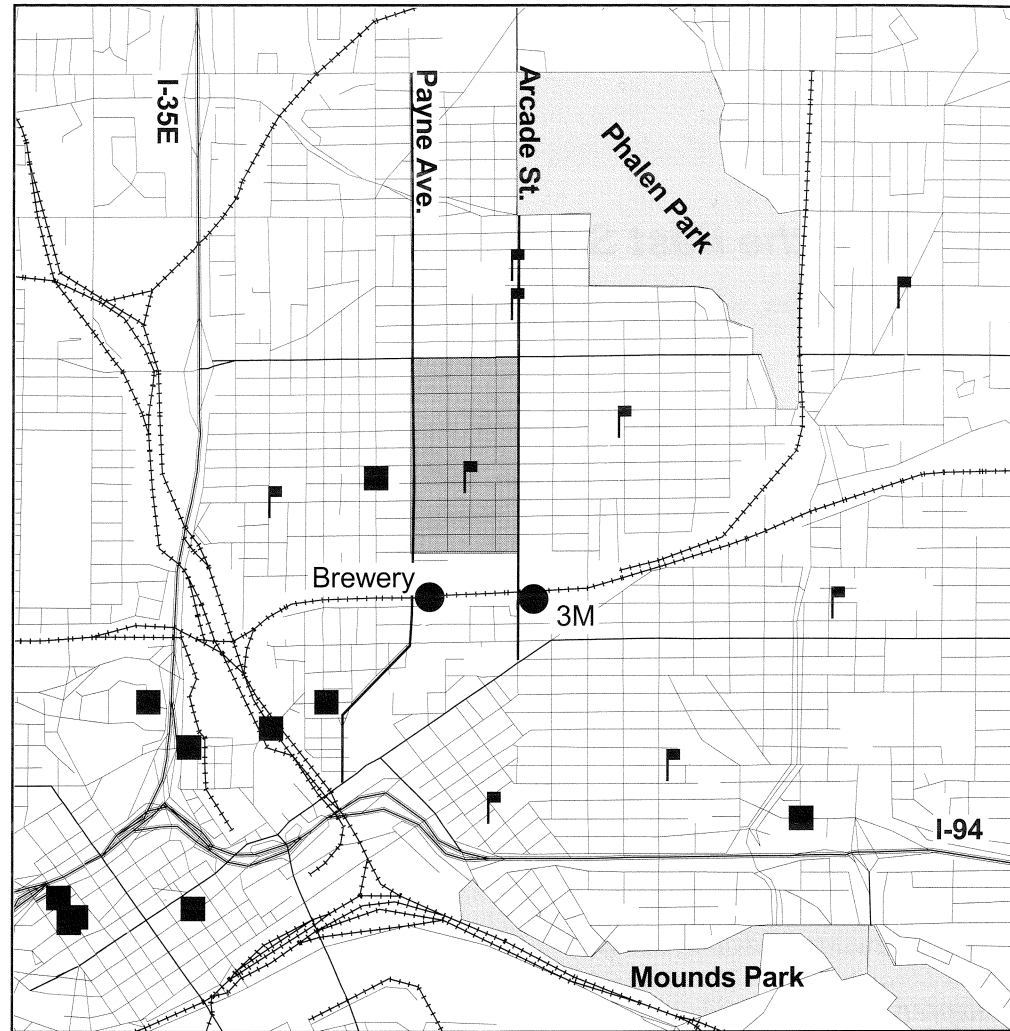 I-35E
Payne Ave.
Arcade St.
Phalen Park
Brewery
3M
I-94
Mounds Park